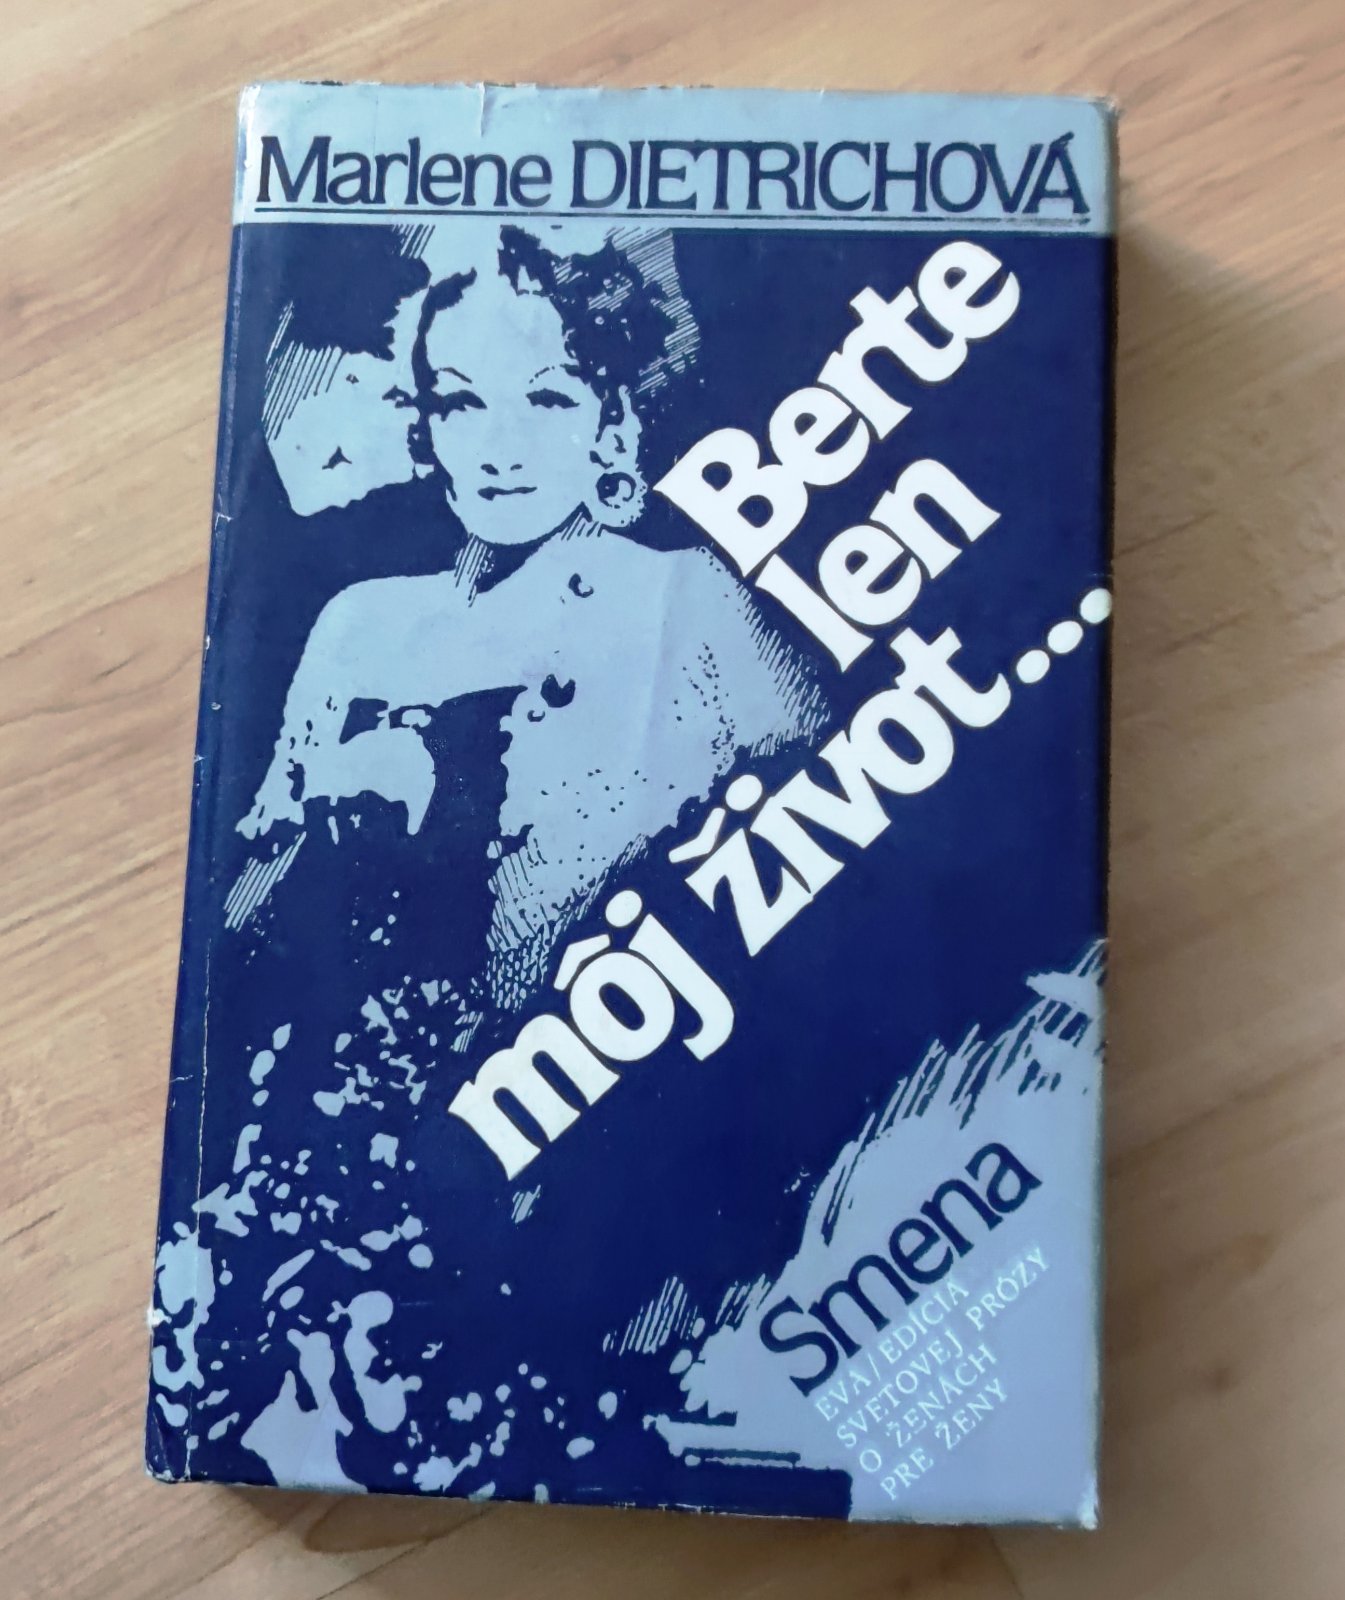 Marlene DIETRICHOVÁ
Berte
len
môj život...
Smena
EVA/EDÍCIA
SVETOVEJ PRÓZY
O ŽENÁCH
PRE ŽENY